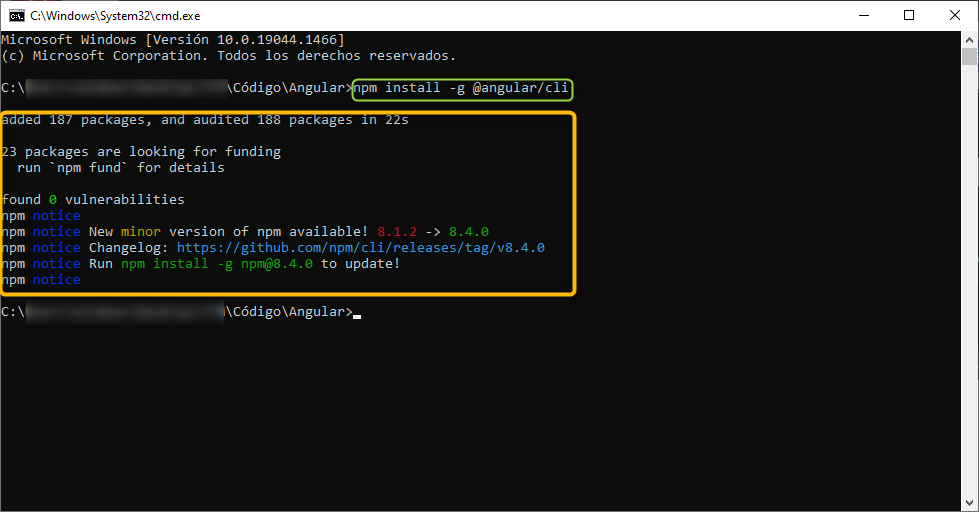 C:\Windows\System32\cmd.exe
Microsoft Windows [Versión 10.0.19044.1466]
(c) Microsoft Corporation. Todos los derechos reservados.
C:\ \Código\Angular>npm install -g @angular/cli
added 187 packages, and audited 188 packages in 22s
23 packages are looking for funding
run `npm fund` for details
found 0 vulnerabilities
npm notice
npm notice New minor version of npm available! 8.1.2 -> 8.4.0
npm notice Changelog: https://github.com/npm/cli/releases/tag/v8.4.0
npm notice Run npm install -g npm@8.4.0 to update!
npm notice
C:\ \Código\Angular>